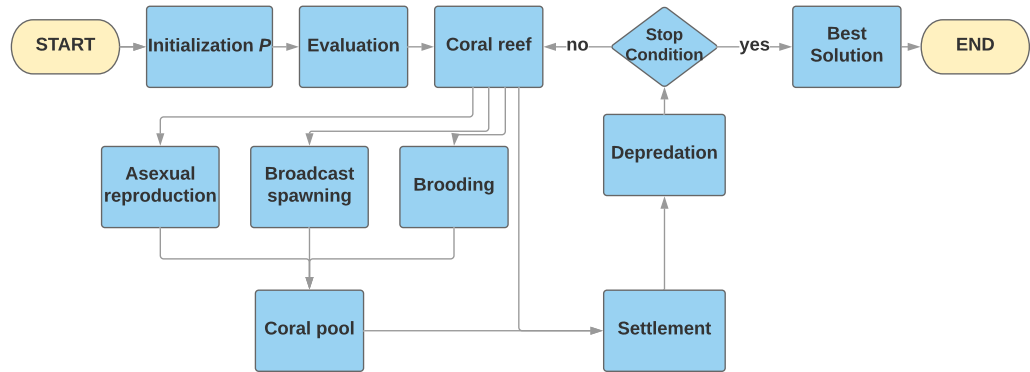 START
Initialization P
Evaluation
Coral reef
no
Stop
Condition
yes
Best
Solution
END
Depredation
Asexual
reproduction
Broadcast
spawning
Brooding
Coral pool
Settlement